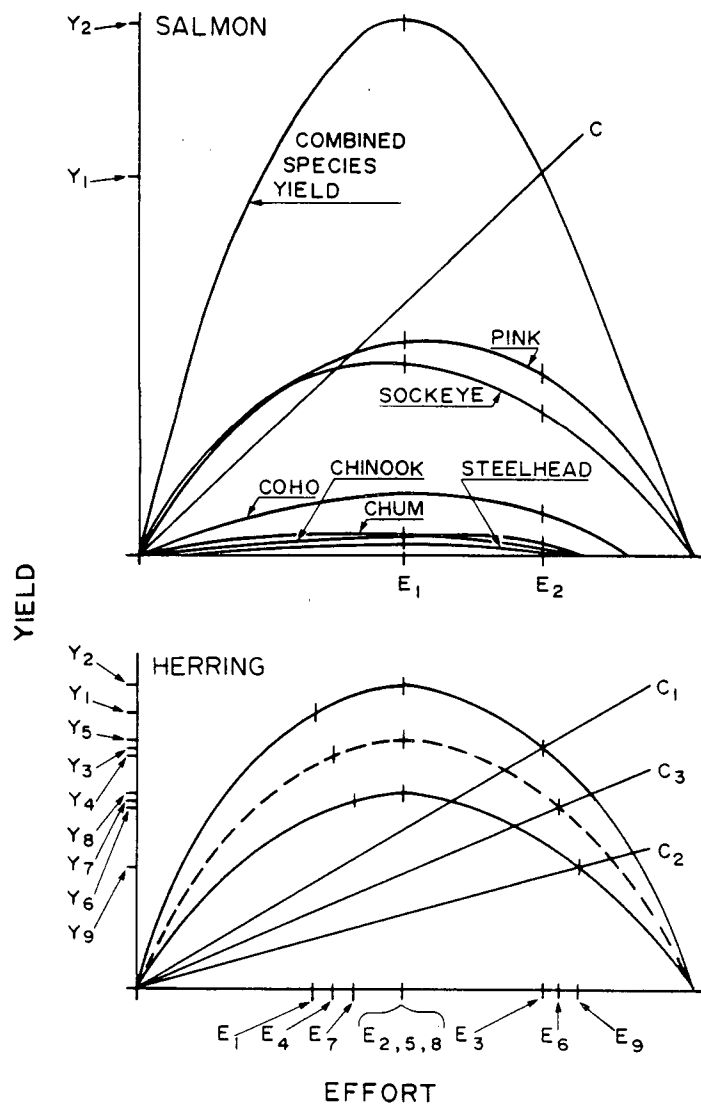 Y2
SALMON
COMBINED
SPECIES
YIELD
C
Y1
PINK
SOCKEYE
CHINOOK
STEELHEAD
COHO
CHUM
E1
E2
YIELD
HERRING
Y2
Y1
Y5
Y3
Y4
Y8
Y7
Y6
Y9
C1
C3
C2
E1
E4
E7
E2,5,8
E3
E6
E9
EFFORT